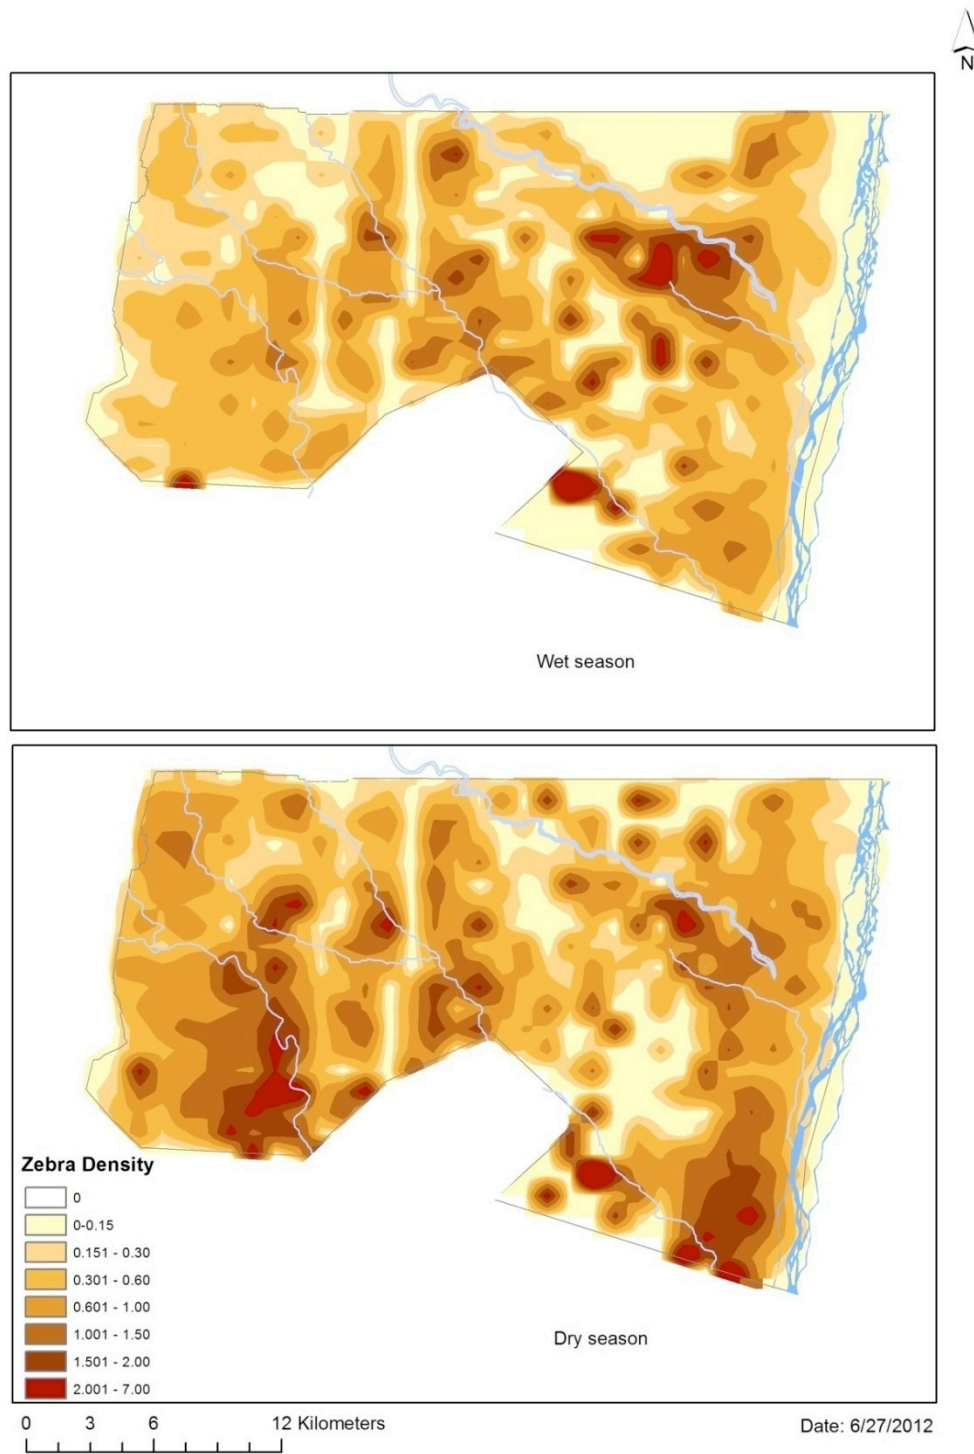 N
Wet season
Zebra Density
0
0-0.15
0.151 - 0.30
0.301 - 0.60
0.601 - 1.00
1.001 - 1.50
1.501 - 2.00
2.001 - 7.00
Dry season
0 3 6 12 Kilometers
Date: 6/27/2012